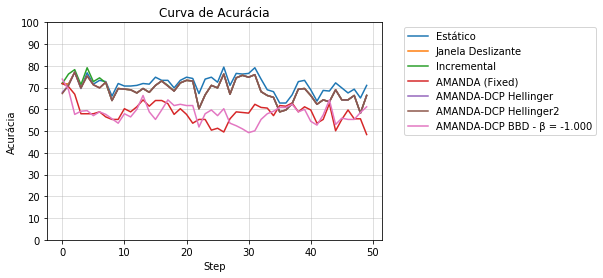 Curva de Acurácia
Acurácia
100
90
80
70
60
50
40
30
20
10
0
0
10
20
30
40
50
Step
Estático
Janela Deslizante
Incremental
AMANDA (Fixed)
AMANDA-DCP Hellinger
AMANDA-DCP Hellinger2
AMANDA-DCP BBD - β = -1.000